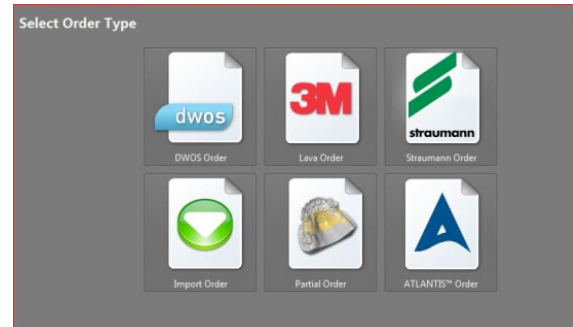 Select Order Type
dwos
3M
straumann
DWOS Order
Lava Order
Straumann Order
Import Order
Partial Order
ATLANTIS™ Order